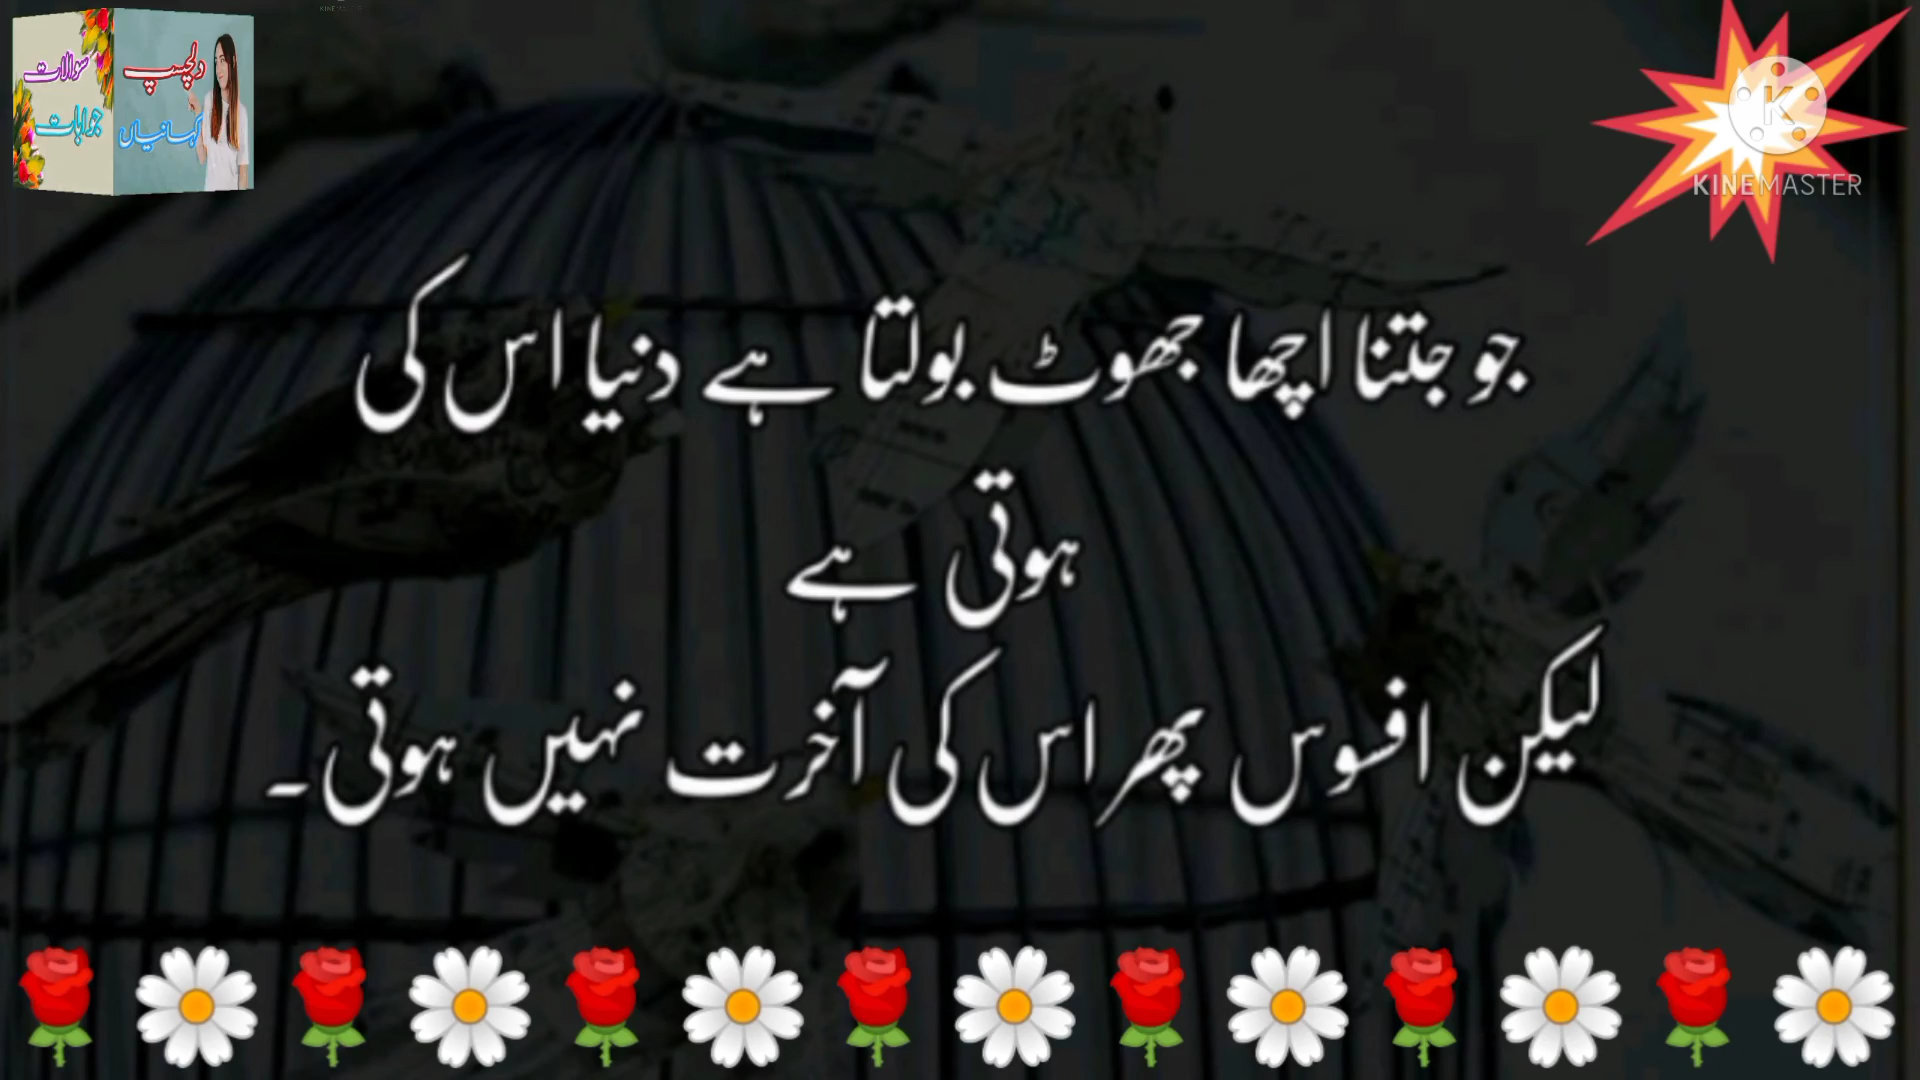 سوالات
جوابات
دلچسپ
کہانیاں
KINEMASTER
جو جتنا اچھا جھوٹ بولتا ہے دنیا اس کی
ہوتی ہے
لیکن افسوس پھر اس کی آخرت نہیں ہوتی۔